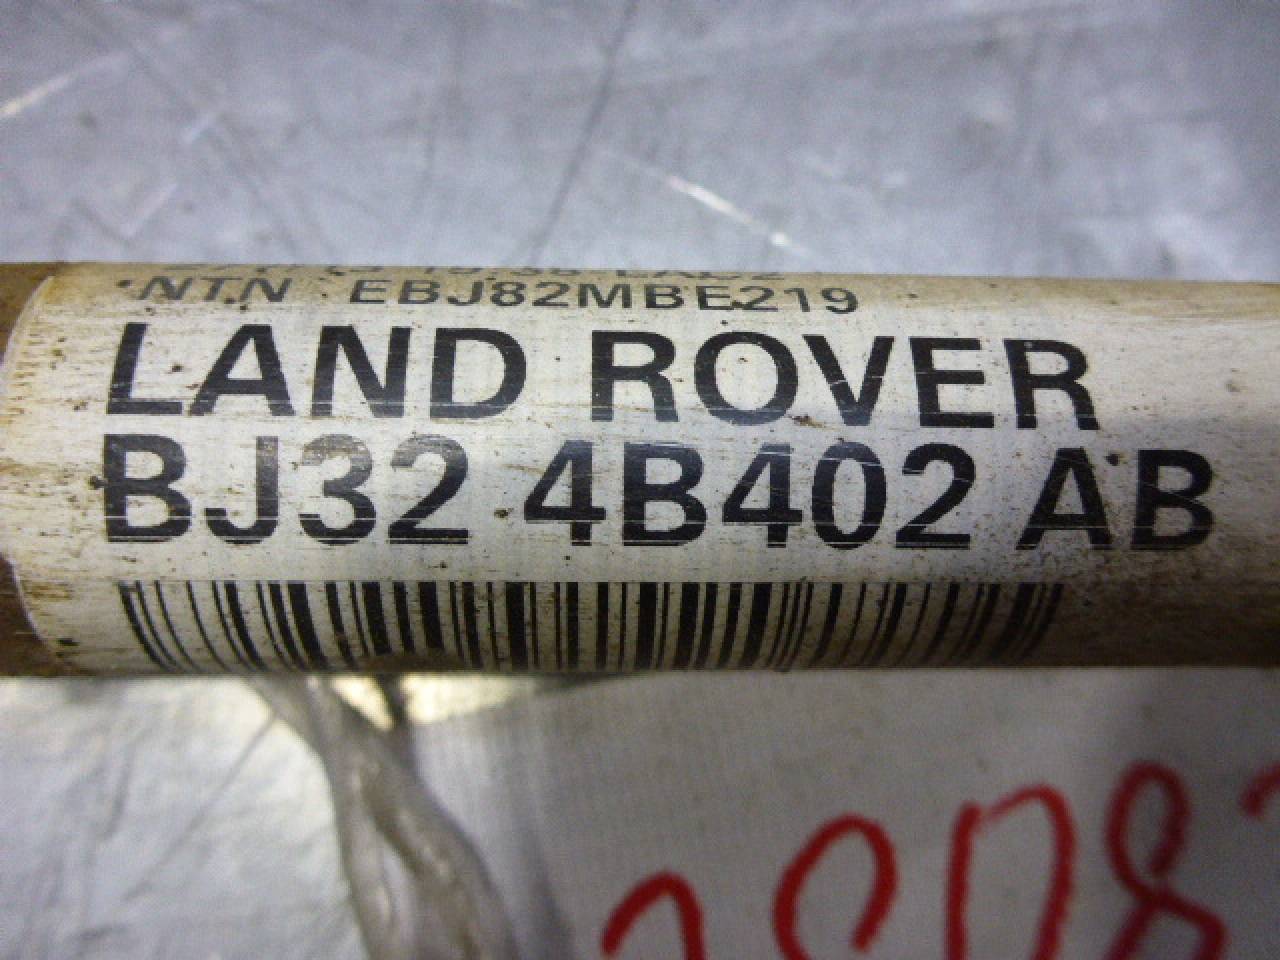 NTN EBJ82MBE219
LAND ROVER
BJ32 4B402 AB